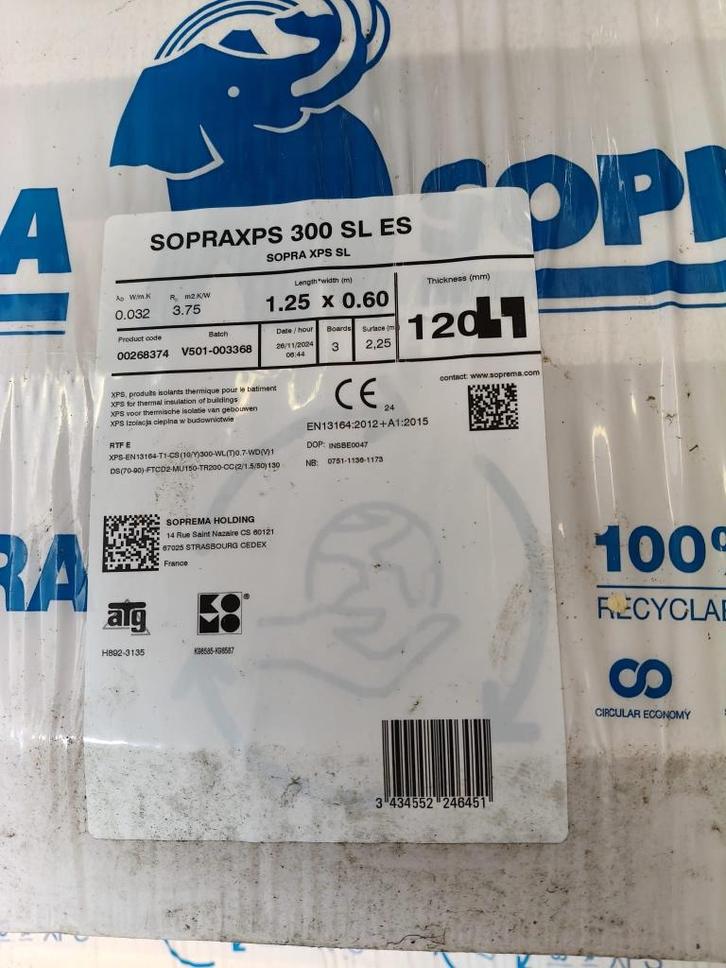 SOPR
A
SOPRAXPS 300 SL ES
SOPRA XPS SL
λD W/m.K
RD m2.K/W
Length*width (m)
Thickness (mm)
0.032
3.75
1.25 x 0.60
120
Product code
Batch
Date / hour
Boards
Surface (m
00268374
V501-003368
26/11/2024
06:44
3
2,25
contact: www.soprema.com
XPS, produits isolants thermique pour le batiment
XPS for thermal insulation of buildings
XPS voor thermische isolatie van gebouwen
XPS Izolacja cieplna w budownictwie
CE
24
EN13164:2012+A1:2015
RTF E
XPS-EN13164-T1-CS(10/Y)300-WL(T)0.7-WD(V)1
DS(70-90)-FTCD2-MU150-TR200-CC(2/1.5/50)130
DOP: INSBE0047
NB: 0751-1136-1173
SOPREMA HOLDING
14 Rue Saint Nazaire CS 60121
67025 STRASBOURG CEDEX
France
RA
100%
RECYCLAB
atg
KOMO®
H892-3135
K98585-K98587
CIRCULAR ECONOMY
3 434552 246451